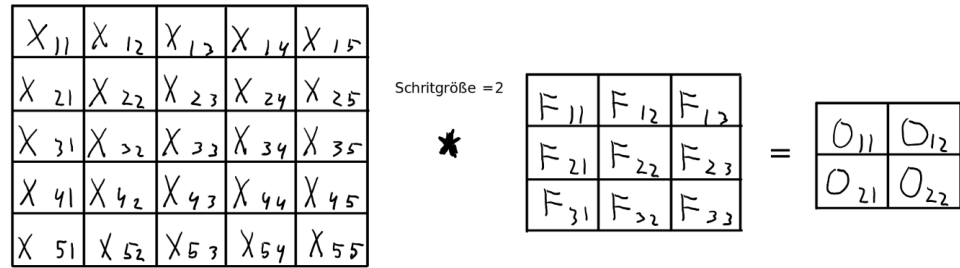 X11 X12 X13 X14 X15
X21 X22 X23 X24 X25
X31 X32 X33 X34 X35
X41 X42 X43 X44 X45
X51 X52 X53 X54 X55
Schritgröße =2
*
F11 F12 F13
F21 F22 F23
F31 F32 F33
=
O11 O12
O21 O22